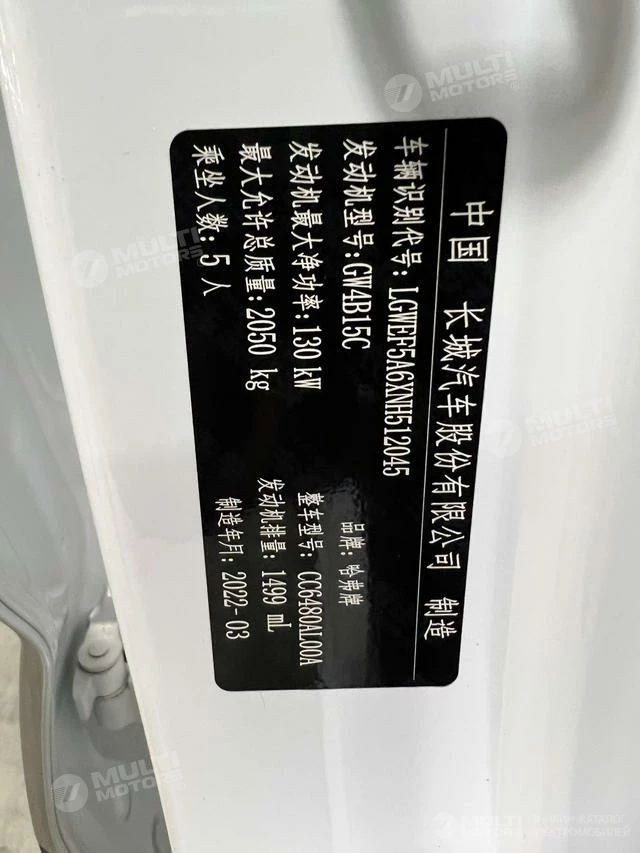 中国 长城汽车股份有限公司 制造
车辆识别代号: LGWEF5A6XNH512045
发动机型号: GW4B15C 品牌: 哈弗牌
发动机最大净功率: 130 kW 整车型号: CC6480AL00A
最大允许总质量: 2050 kg 发动机排量: 1499 mL
乘坐人数: 5 人 制造年月: 2022-03
MULTI
MOTORS
MULTI
MOTORS
MULTI
MOTORS
MULTI
MOTORS
MULTI
MOTORS
ОНЛАЙН-КАТАЛОГ
ЭЛЕКТРОМОБИЛЕЙ